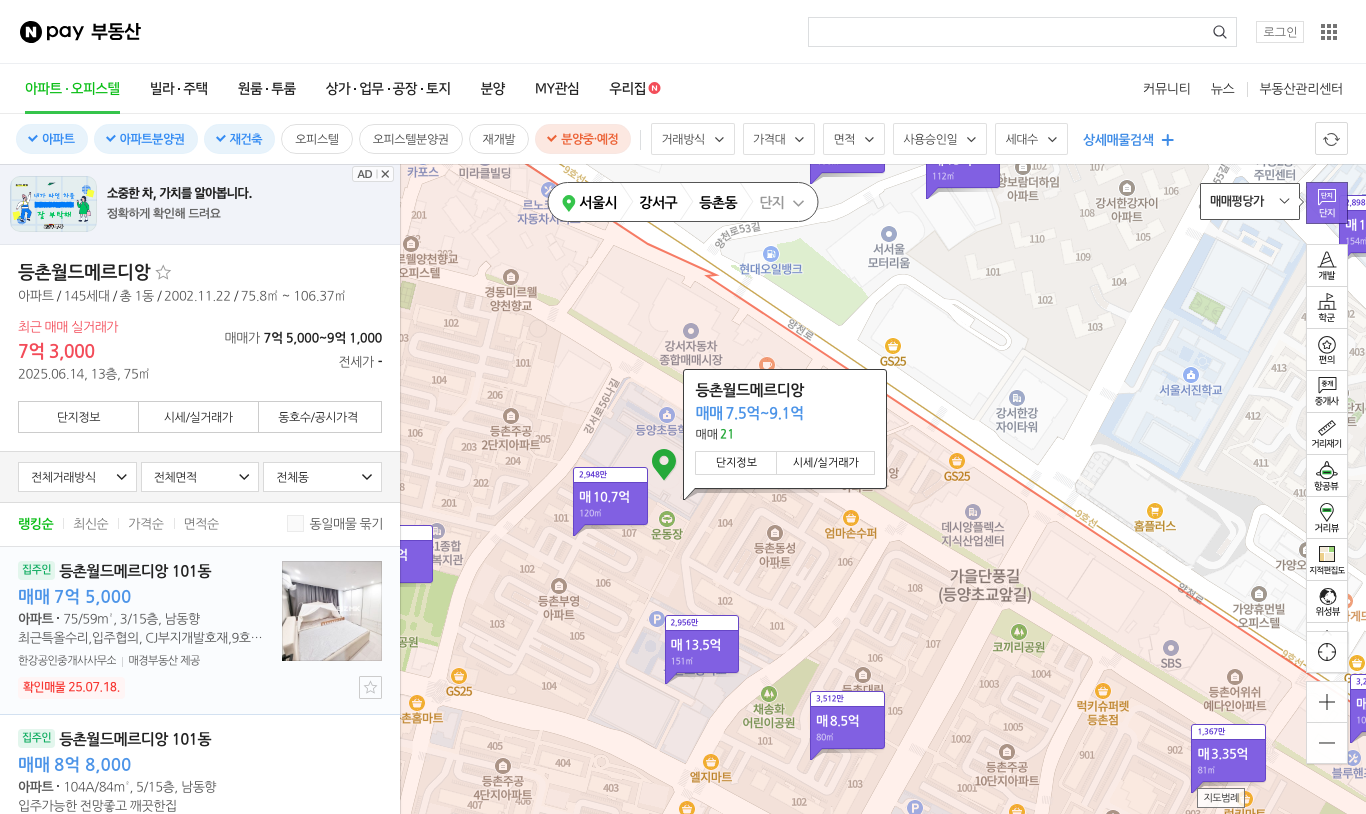 N pay 부동산
로그인
아파트·오피스텔 빌라·주택 원룸·투룸 상가·업무·공장·토지 분양 MY관심 우리집 N
커뮤니티 뉴스 부동산관리센터
아파트 아파트분양권 재건축 오피스텔 오피스텔분양권 재개발 분양중·예정 거래방식 가격대 면적 사용승인일 세대수 상세매물검색
AD
소중한 차, 가치를 알아봅니다.
정확하게 확인해 드려요
등촌월드메르디앙
아파트 / 145세대 / 총 1동 / 2002.11.22 / 75.8㎡ ~ 106.37㎡
최근 매매 실거래가
7억 3,000
2025.06.14, 13층, 75㎡
매매가 7억 5,000~9억 1,000
전세가 -
단지정보 시세/실거래가 동호수/공시가격
전체거래방식 전체면적 전체동
랭킹순 최신순 가격순 면적순 동일매물 묶기
집주인 등촌월드메르디앙 101동
매매 7억 5,000
아파트 · 75/59m², 3/15층, 남동향
최근특올수리,입주협의, CJ부지개발호재,9호…
한강공인중개사사무소 매경부동산 제공
확인매물 25.07.18.
집주인 등촌월드메르디앙 101동
매매 8억 8,000
아파트 · 104A/84m², 5/15층, 남동향
입주가능한 전망좋고 깨끗한집
서울시 강서구 등촌동 단지
매매평당가
단지
단지
개발
학군
편의
중개
중개사
거리재기
항공뷰
거리뷰
지적편집도
위성뷰
지도범례
등촌월드메르디앙
매매 7.5억~9.1억
매매 21
단지정보 시세/실거래가
카포스
미라클빌딩
112㎡
양보람더하임
아파트
강서한강자이
아파트
주민센터
양천로53길
서서울
모터리움
현대오일뱅크
경동미르웰
양천향교
강서자동차
종합매매시장
양천로
GS25
서울서진학교
강서한강
자이타워
등촌주공
2단지아파트
강서로56나길
2,948만
매 10.7억
120㎡
운동장
엄마손수퍼
GS25
데시앙플렉스
지식산업센터
홈플러스
9호선
등촌동성
아파트
가을단풍길
(등양초교앞길)
등촌부영
아파트
2,956만
매 13.5억
151㎡
코끼리공원
SBS
양천로
가양휴먼빌
오피스텔
GS25
채송화
어린이공원
3,512만
매 8.5억
80㎡
럭키슈퍼렛
등촌점
등촌어위쉬
예다인아파트
1,367만
매 3.35억
81㎡
엘지마트
등촌주공
4단지아파트
등촌주공
10단지아파트